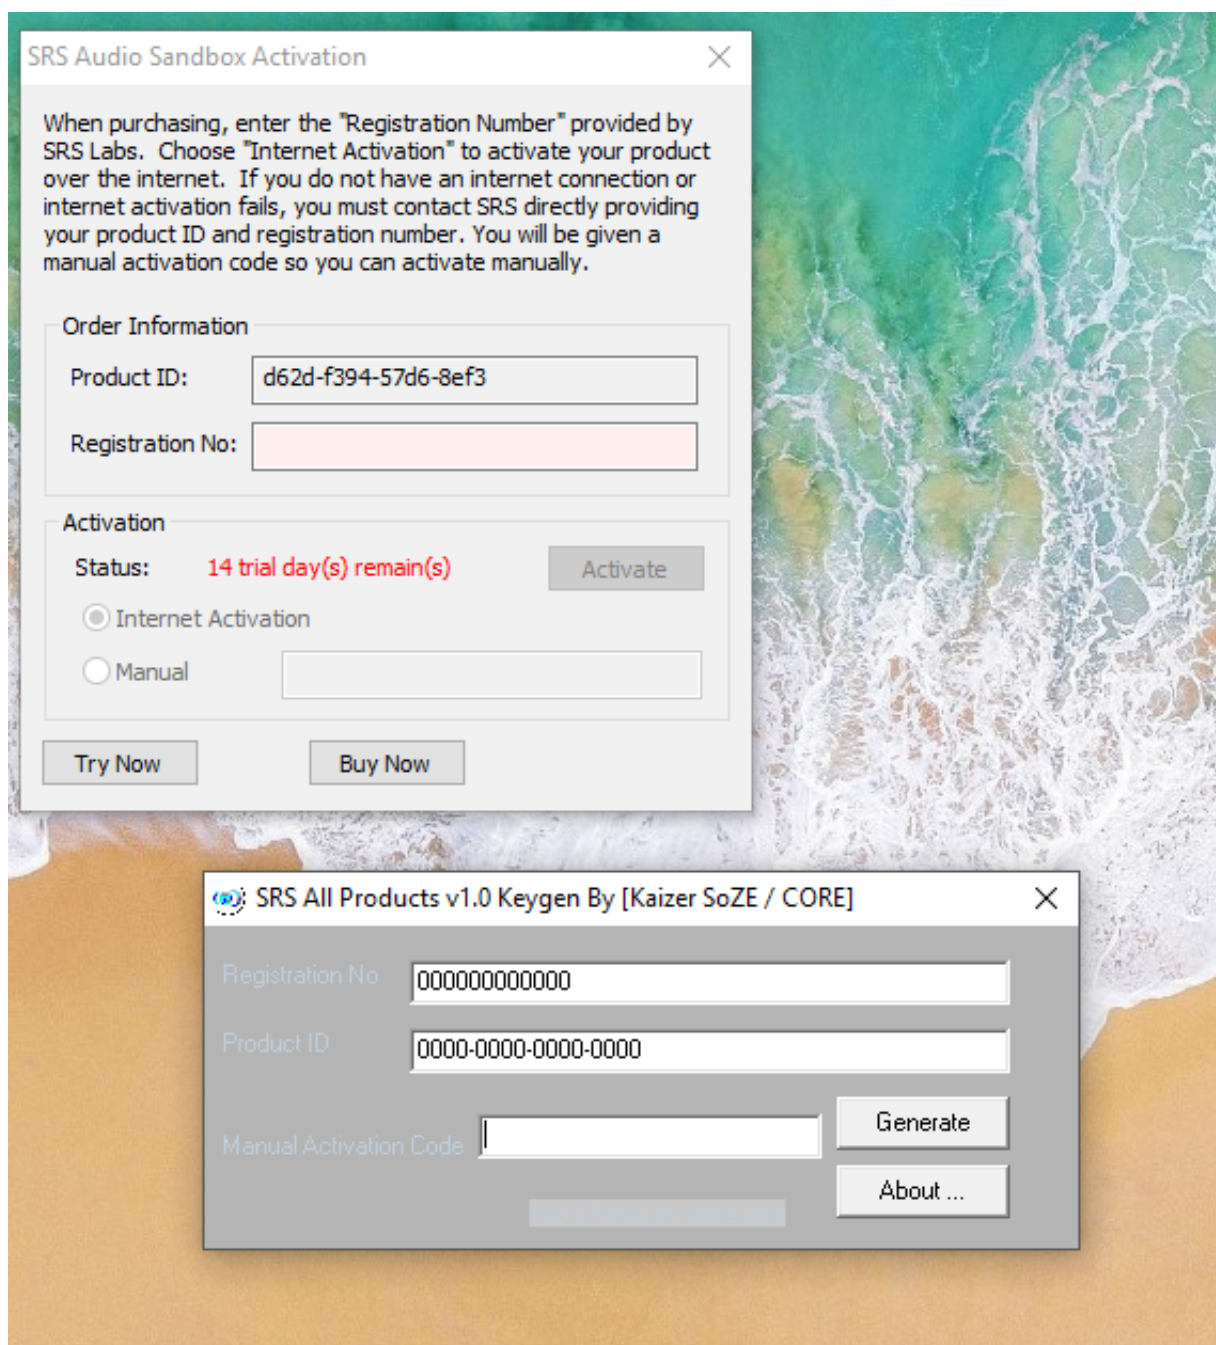 SRS Audio Sandbox Activation
When purchasing, enter the "Registration Number" provided by
SRS Labs.  Choose "Internet Activation" to activate your product
over the internet.  If you do not have an internet connection or
internet activation fails, you must contact SRS directly providing
your product ID and registration number. You will be given a
manual activation code so you can activate manually.
Order Information
Product ID: d62d-f394-57d6-8ef3
Registration No:
Activation
Status: 14 trial day(s) remain(s) Activate
Internet Activation
Manual
Try Now Buy Now
SRS All Products v1.0 Keygen By [Kaizer SoZE / CORE]
Registration No 000000000000
Product ID 0000-0000-0000-0000
Generate
Manual Activation Code
About ...